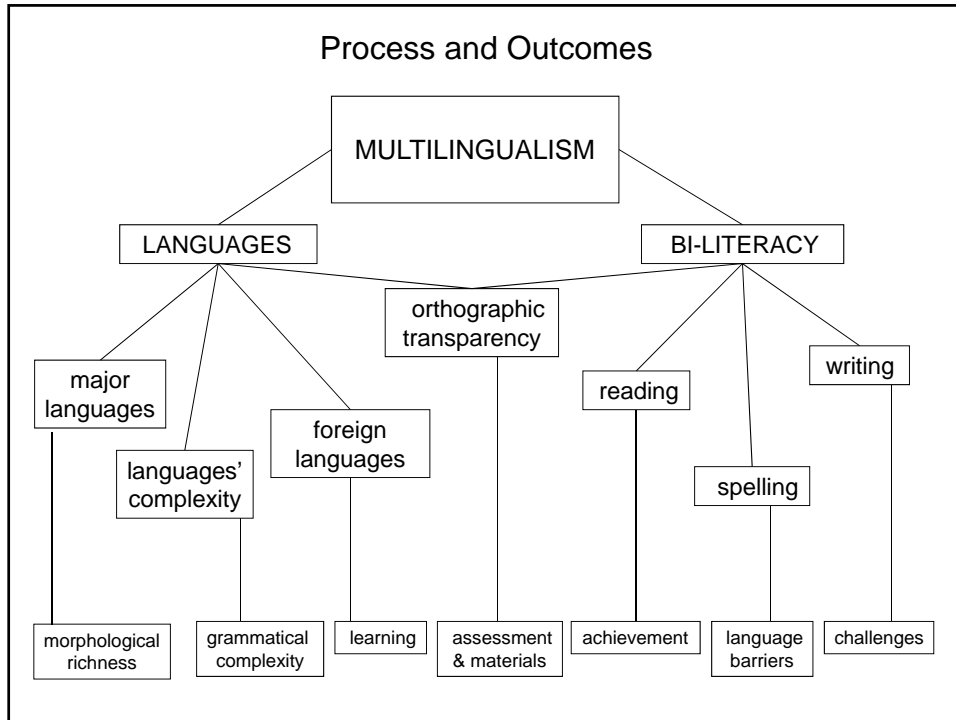 Process and Outcomes
MULTILINGUALISM
LANGUAGES
BI-LITERACY
orthographic
transparency
major
languages
reading
writing
foreign
languages
languages’
complexity
spelling
morphological
richness
grammatical
complexity
learning
assessment
& materials
achievement
language
barriers
challenges